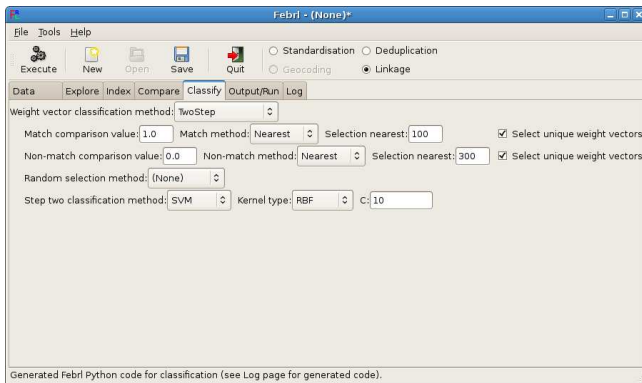 Febrl - (None)*
File Tools Help
Execute New Open Save Quit Standardisation Deduplication Geocoding Linkage
Data Explore Index Compare Classify Output/Run Log
Weight vector classification method: TwoStep
Match comparison value: 1.0 Match method: Nearest Selection nearest: 100 Select unique weight vectors
Non-match comparison value: 0.0 Non-match method: Nearest Selection nearest: 300 Select unique weight vectors
Random selection method: (None)
Step two classification method: SVM Kernel type: RBF C: 10
Generated Febrl Python code for classification (see Log page for generated code).